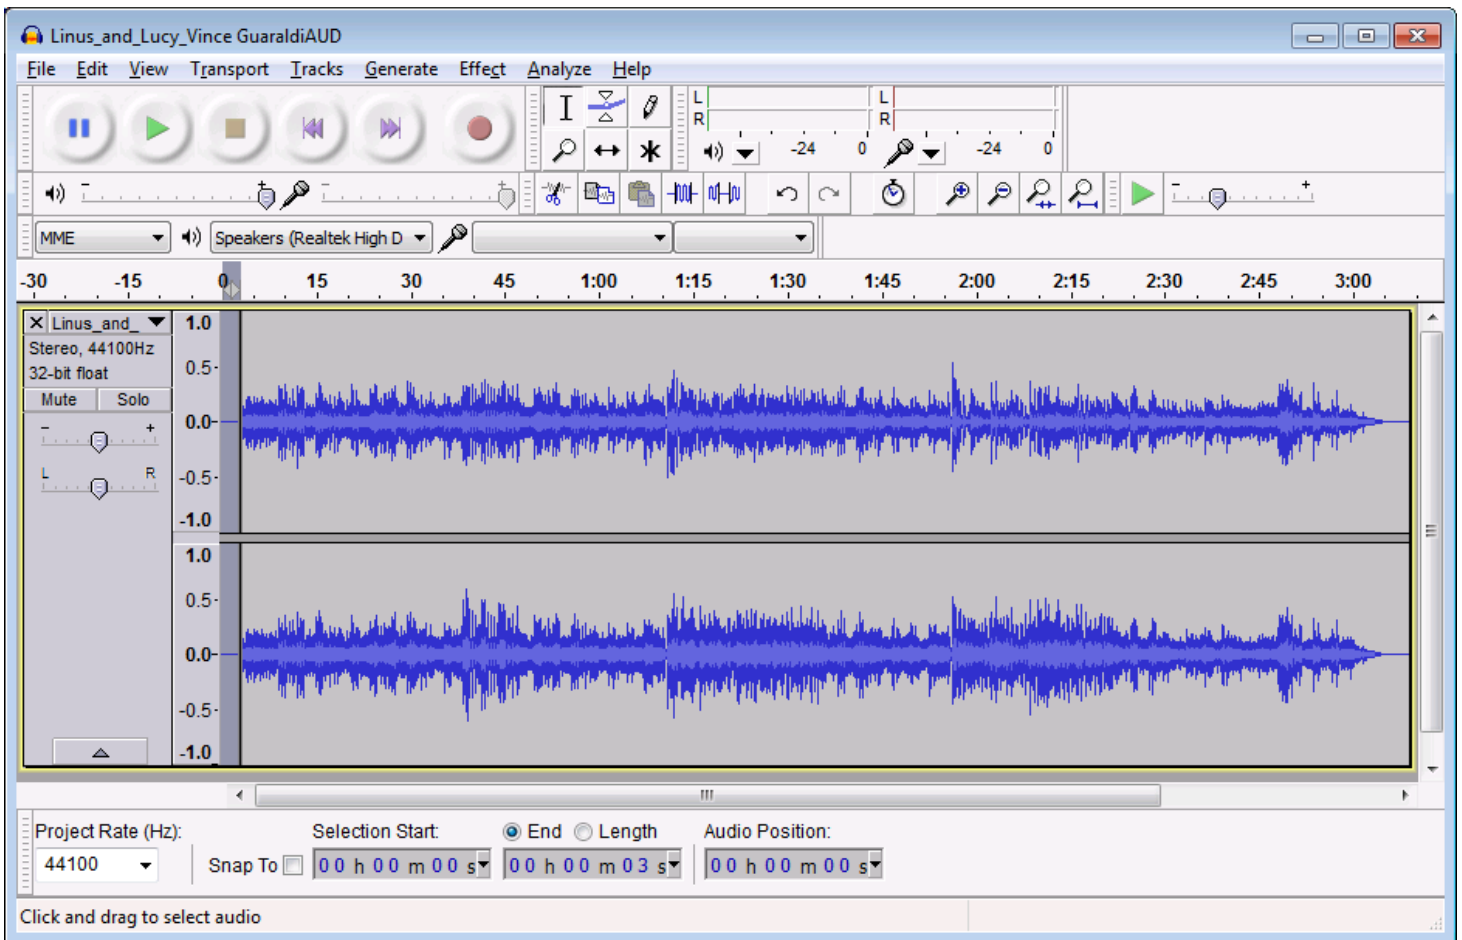 Linus_and_Lucy_Vince GuaraldiAUD
File Edit View Transport Tracks Generate Effect Analyze Help
L L
R R
-24 0 -24 0
MME Speakers (Realtek High D
-30 -15 0 15 30 45 1:00 1:15 1:30 1:45 2:00 2:15 2:30 2:45 3:00
X Linus_and_ 1.0
Stereo, 44100Hz
32-bit float 0.5
Mute Solo
- + 0.0
L R -0.5
-1.0
1.0
0.5
0.0
-0.5
-1.0
Project Rate (Hz): Selection Start: End Length Audio Position:
44100 Snap To 00 h 00 m 00 s 00 h 00 m 03 s 00 h 00 m 00 s
Click and drag to select audio